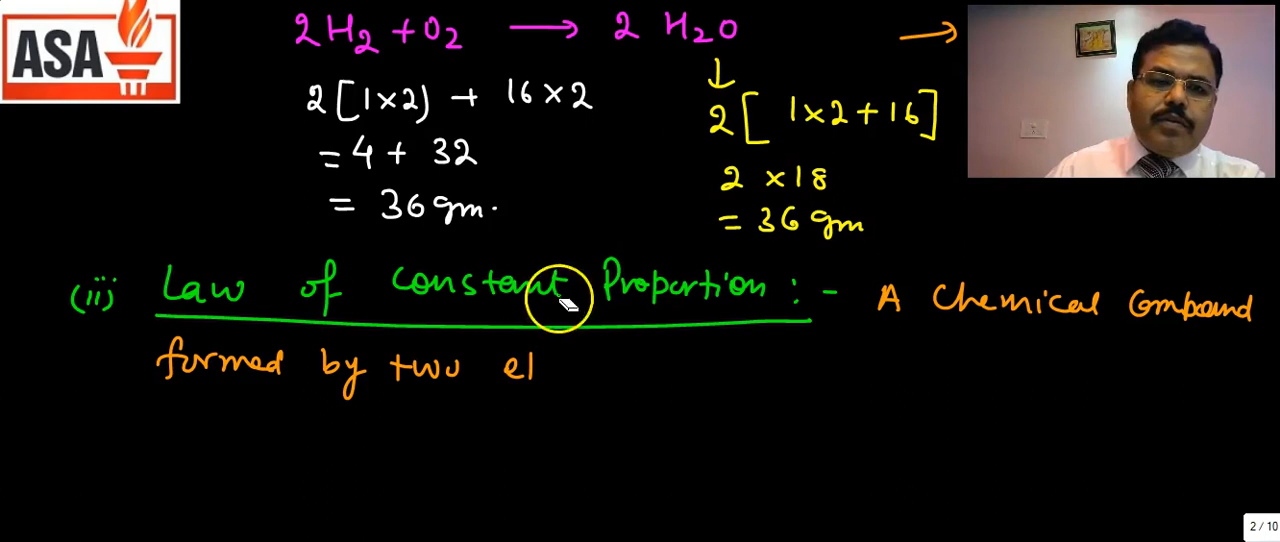 ASA
2H₂ + O₂ ⟶ 2 H₂O →
2[1×2) + 16×2
= 4 + 32
= 36 gm.
↓
2[ 1×2+16]
2 ×18
= 36 gm
(ii) Law of constant Proportion :- A Chemical Compound
formed by two el
2 / 10